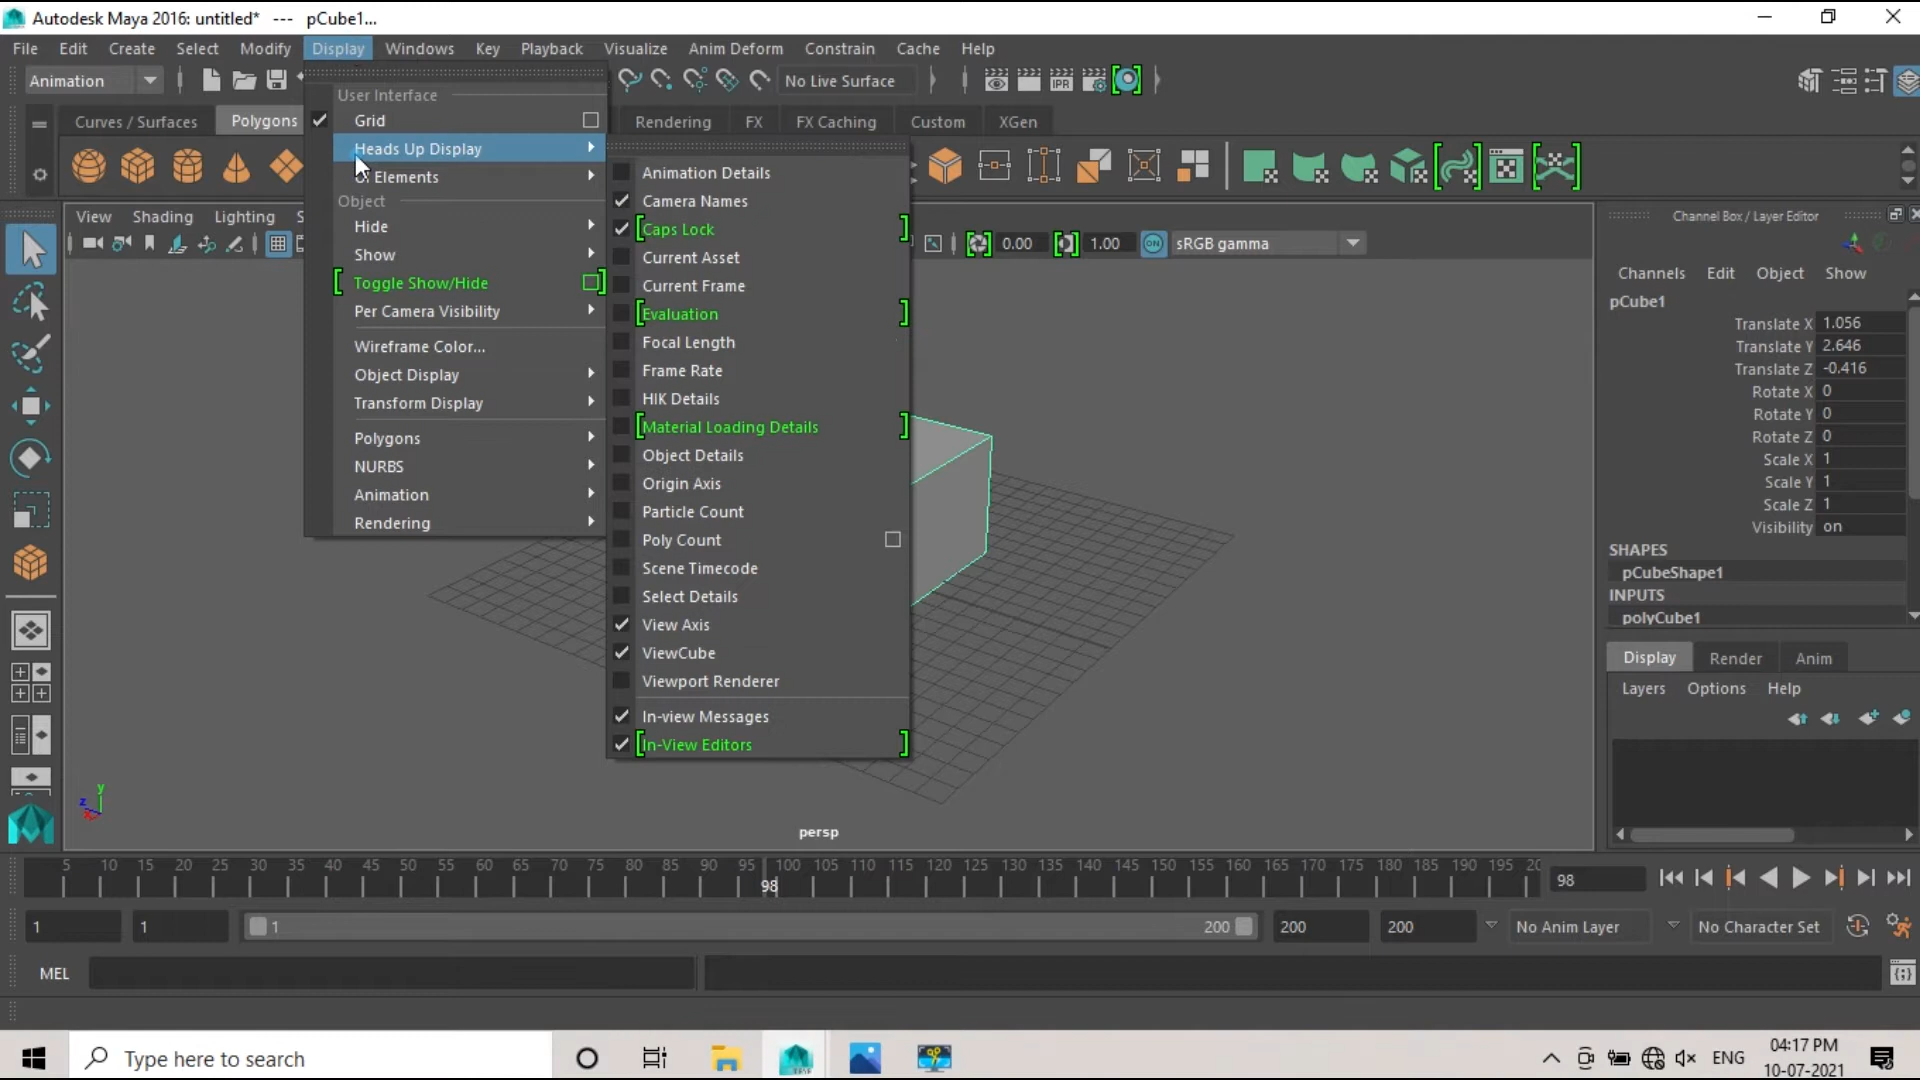 Autodesk Maya 2016: untitled* --- pCube1...
File Edit Create Select Modify Display Windows Key Playback Visualize Anim Deform Constrain Cache Help
Animation No Live Surface
User Interface
Curves / Surfaces Polygons Rendering FX FX Caching Custom XGen
Grid
Heads Up Display
UI Elements
Object
Hide
Show
Toggle Show/Hide
Per Camera Visibility
Wireframe Color...
Object Display
Transform Display
Polygons
NURBS
Animation
Rendering
Animation Details
Camera Names
Caps Lock
Current Asset
Current Frame
Evaluation
Focal Length
Frame Rate
HIK Details
Material Loading Details
Object Details
Origin Axis
Particle Count
Poly Count
Scene Timecode
Select Details
View Axis
ViewCube
Viewport Renderer
In-view Messages
In-View Editors
View Shading Lighting S
0.00 1.00 ON sRGB gamma
IPR
Channel Box / Layer Editor
Channels Edit Object Show
pCube1
Translate X 1.056
Translate Y 2.646
Translate Z -0.416
Rotate X 0
Rotate Y 0
Rotate Z 0
Scale X 1
Scale Y 1
Scale Z 1
Visibility on
SHAPES
pCubeShape1
INPUTS
polyCube1
Display Render Anim
Layers Options Help
y
z
x
persp
5 10 15 20 25 30 35 40 45 50 55 60 65 70 75 80 85 90 95 100 105 110 115 120 125 130 135 140 145 150 155 160 165 170 175 180 185 190 195 20
98
98
1 1 1 200 200 200 No Anim Layer No Character Set
MEL
Type here to search
ENG
04:17 PM
10-07-2021